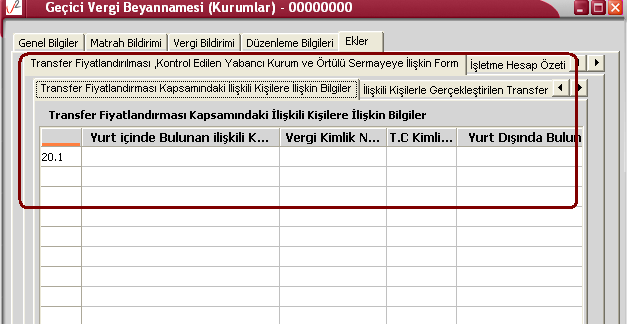 Geçici Vergi Beyannamesi (Kurumlar) - 00000000
Genel Bilgiler Matrah Bildirimi Vergi Bildirimi Düzenleme Bilgileri Ekler
Transfer Fiyatlandırılması ,Kontrol Edilen Yabancı Kurum ve Örtülü Sermayeye İlişkin Form İşletme Hesap Özeti
Transfer Fiyatlandırması Kapsamındaki İlişkili Kişilere İlişkin Bilgiler İlişkili Kişilerle Gerçekleştirilen Transfer
Transfer Fiyatlandırması Kapsamındaki İlişkili Kişilere İlişkin Bilgiler
Yurt içinde Bulunan ilişkili K... Vergi Kimlik N... T.C Kimli... Yurt Dışında Bulun
20.1